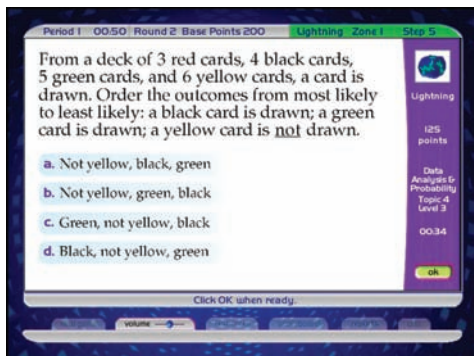 Period 1 00:50 Round 2 Base Points 200 Lightning Zone 1 Step 5
From a deck of 3 red cards, 4 black cards,
5 green cards, and 6 yellow cards, a card is
drawn. Order the outcomes from most likely
to least likely: a black card is drawn; a green
card is drawn; a yellow card is not drawn.
a. Not yellow, black, green
b. Not yellow, green, black
c. Green, not yellow, black
d. Black, not yellow, green
Lightning
125
points
Data
Analysis &
Probability
Topic 4
Level 3
00:34
ok
Click OK when ready.
volume